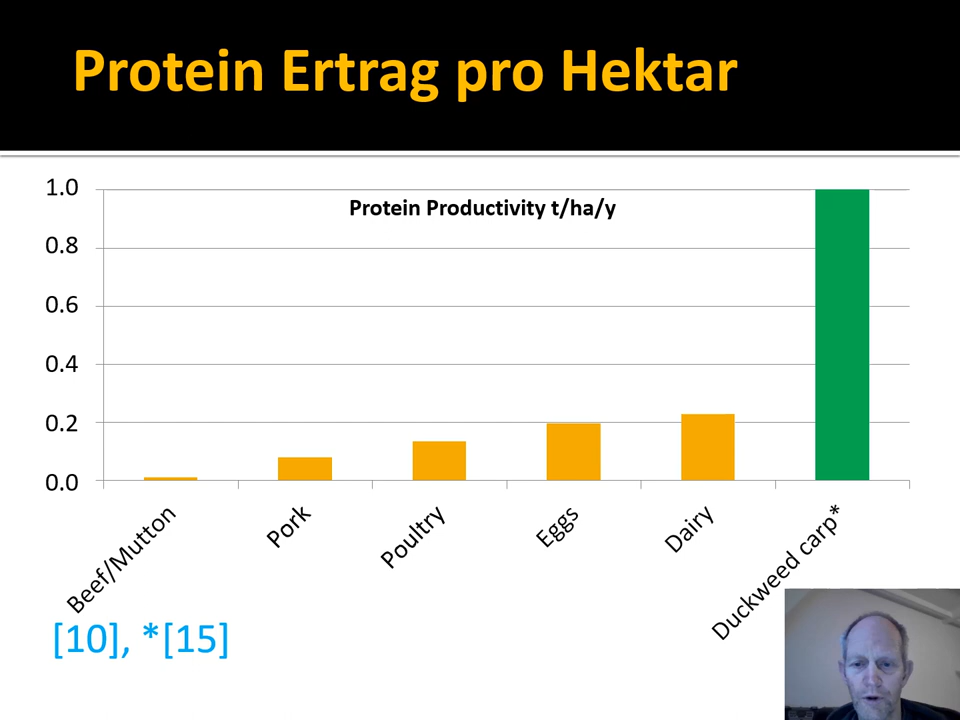 Protein Ertrag pro Hektar
Protein Productivity t/ha/y
1.0
0.8
0.6
0.4
0.2
0.0
Beef/Mutton
Pork
Poultry
Eggs
Dairy
Duckweed carp*
[10], *[15]